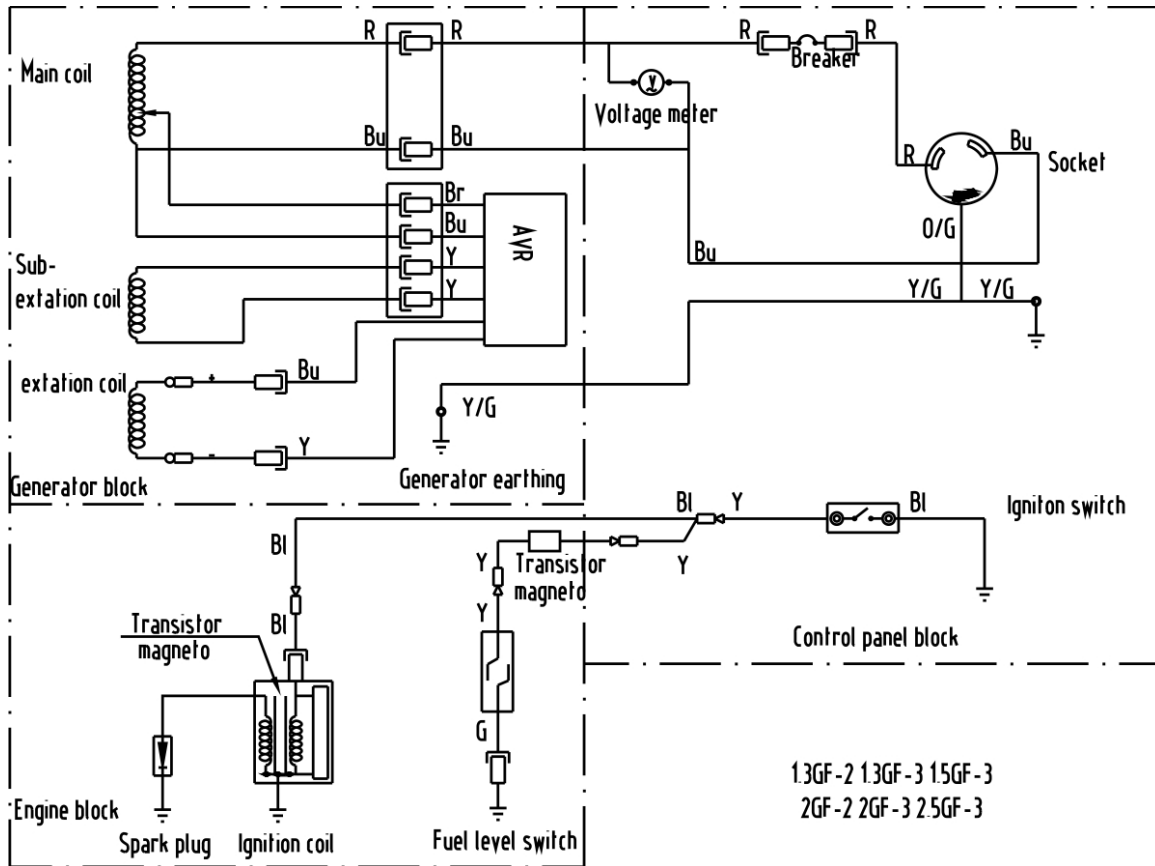 R R R R
Main coil
Breaker
Voltage meter
Bu Bu
R Bu Socket
Br
Bu
AVR
O/G
Sub-
extation coil
Y
Y
Bu
Y/G Y/G
extation coil
+ Bu
Y/G
- Y
Generator block
Generator earthing
Bl Y Bl
Igniton switch
Bl
Y
Transistor
magneto
Y
Y
Bl
Transistor
magneto
Control panel block
G
1.3GF-2 1.3GF-3 1.5GF-3
2GF-2 2GF-3 2.5GF-3
Engine block
Spark plug Ignition coil Fuel level switch